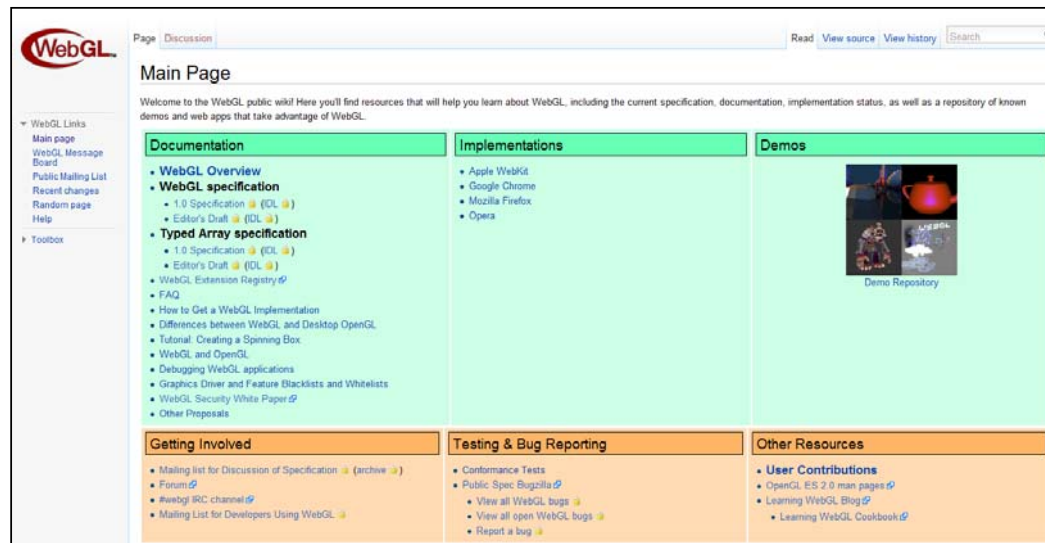 WebGL
Page Discussion
Read View source View history Search
Main Page
Welcome to the WebGL public wiki! Here you'll find resources that will help you learn about WebGL, including the current specification, documentation, implementation status, as well as a repository of known
demos and web apps that take advantage of WebGL.
WebGL Links
Main page
WebGL Message
Board
Public Mailing List
Recent changes
Random page
Help
Toolbox
Documentation
WebGL Overview
WebGL specification
1.0 Specification (IDL)
Editor's Draft (IDL)
Typed Array specification
1.0 Specification (IDL)
Editor's Draft (IDL)
WebGL Extension Registry
FAQ
How to Get a WebGL Implementation
Differences between WebGL and Desktop OpenGL
Tutorial: Creating a Spinning Box
WebGL and OpenGL
Debugging WebGL applications
Graphics Driver and Feature Blacklists and Whitelists
WebGL Security White Paper
Other Proposals
Implementations
Apple WebKit
Google Chrome
Mozilla Firefox
Opera
Demos
WEBGL
Demo Repository
Getting Involved
Mailing list for Discussion of Specification (archive)
Forum
#webgl IRC channel
Mailing List for Developers Using WebGL
Testing & Bug Reporting
Conformance Tests
Public Spec Bugzilla
View all WebGL bugs
View all open WebGL bugs
Report a bug
Other Resources
User Contributions
OpenGL ES 2.0 man pages
Learning WebGL Blog
Learning WebGL Cookbook